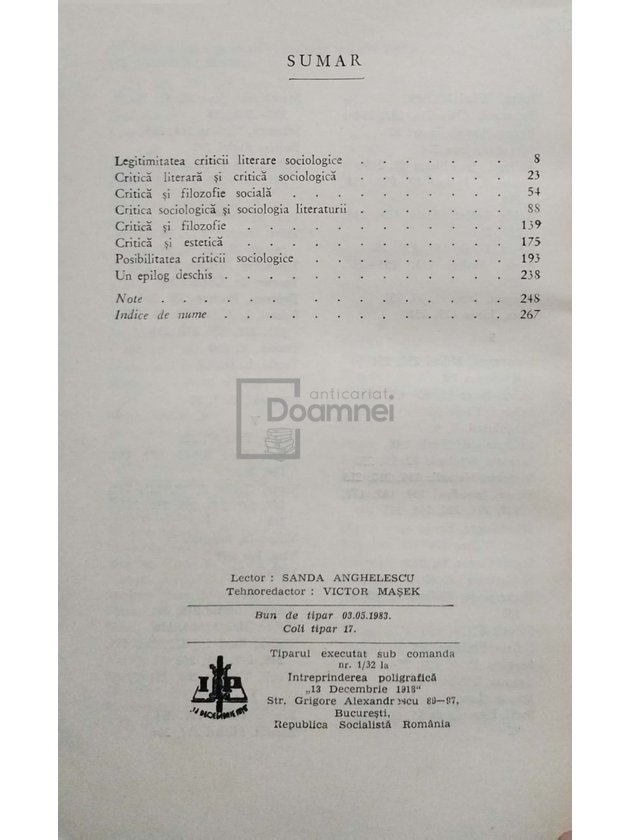 SUMAR
Legitimitatea criticii literare sociologice . . . . . . . 8
Critică literară și critică sociologică . . . . . . . 23
Critică și filozofie socială . . . . . . . . . 54
Critica sociologică și sociologia literaturii . . . . . . . 88
Critică și filozofie . . . . . . . . . . . 139
Critică și estetică . . . . . . . . . . . 175
Posibilitatea criticii sociologice . . . . . . . . . 193
Un epilog deschis . . . . . . . . . . . . 238
Note . . . . . . . . . . . . . . 248
Indice de nume . . . . . . . . . . . . 267
anticariat
Doamnei
Lector : SANDA ANGHELESCU
Tehnoredactor : VICTOR MAȘEK
Bun de tipar 03.05.1983.
Coli tipar 17.
Tiparul executat sub comanda
nr. 1/32 la
Intreprinderea poligrafică
„13 Decembrie 1918"
Str. Grigore Alexandrescu 89—97,
București,
Republica Socialistă România